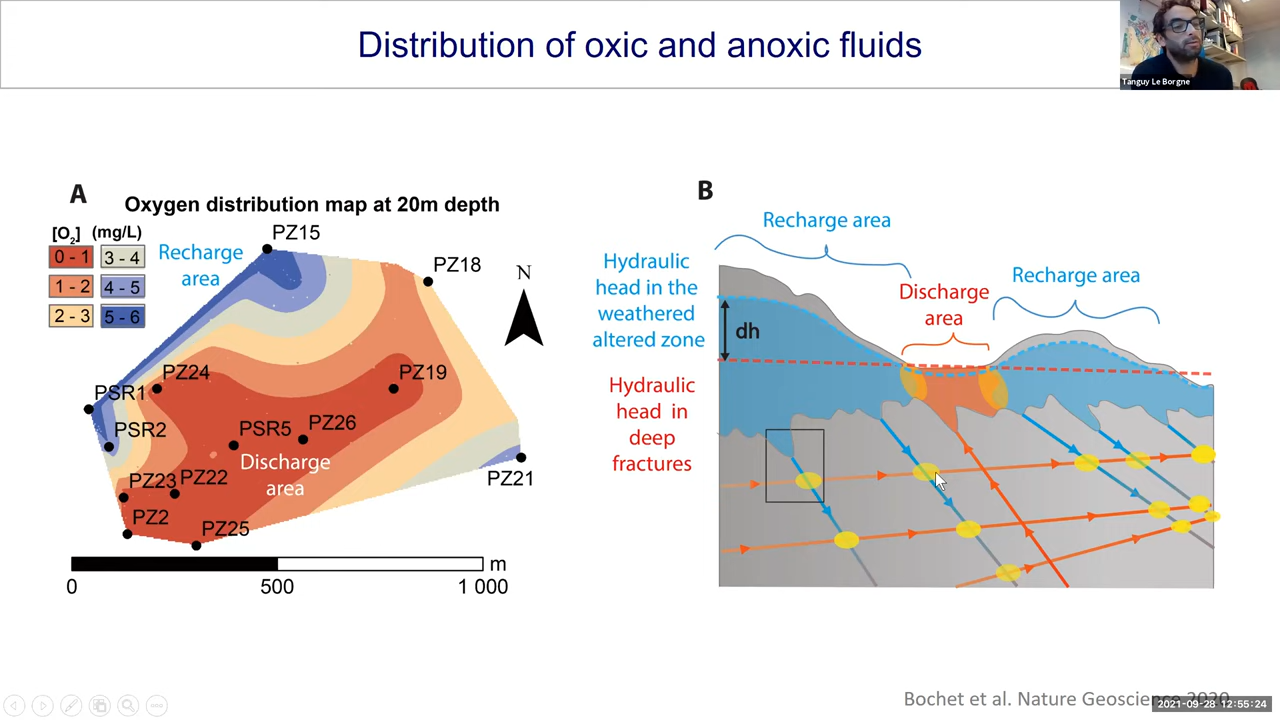 Distribution of oxic and anoxic fluids
Tanguy Le Borgne
A
Oxygen distribution map at 20m depth
[O2] (mg/L)
0 - 1
3 - 4
1 - 2
4 - 5
2 - 3
5 - 6
Recharge
area
PZ15
PZ18
N
PZ24
PZ19
PSR1
PSR2
PSR5
PZ26
Discharge
area
PZ23
PZ22
PZ21
PZ2
PZ25
0
500
1 000
m
B
Recharge area
Hydraulic
head in the
weathered
altered zone
Discharge
area
Recharge area
dh
Hydraulic
head in
deep
fractures
Bochet et al. Nature Geoscience 2020
2021-09-28 12:55:24